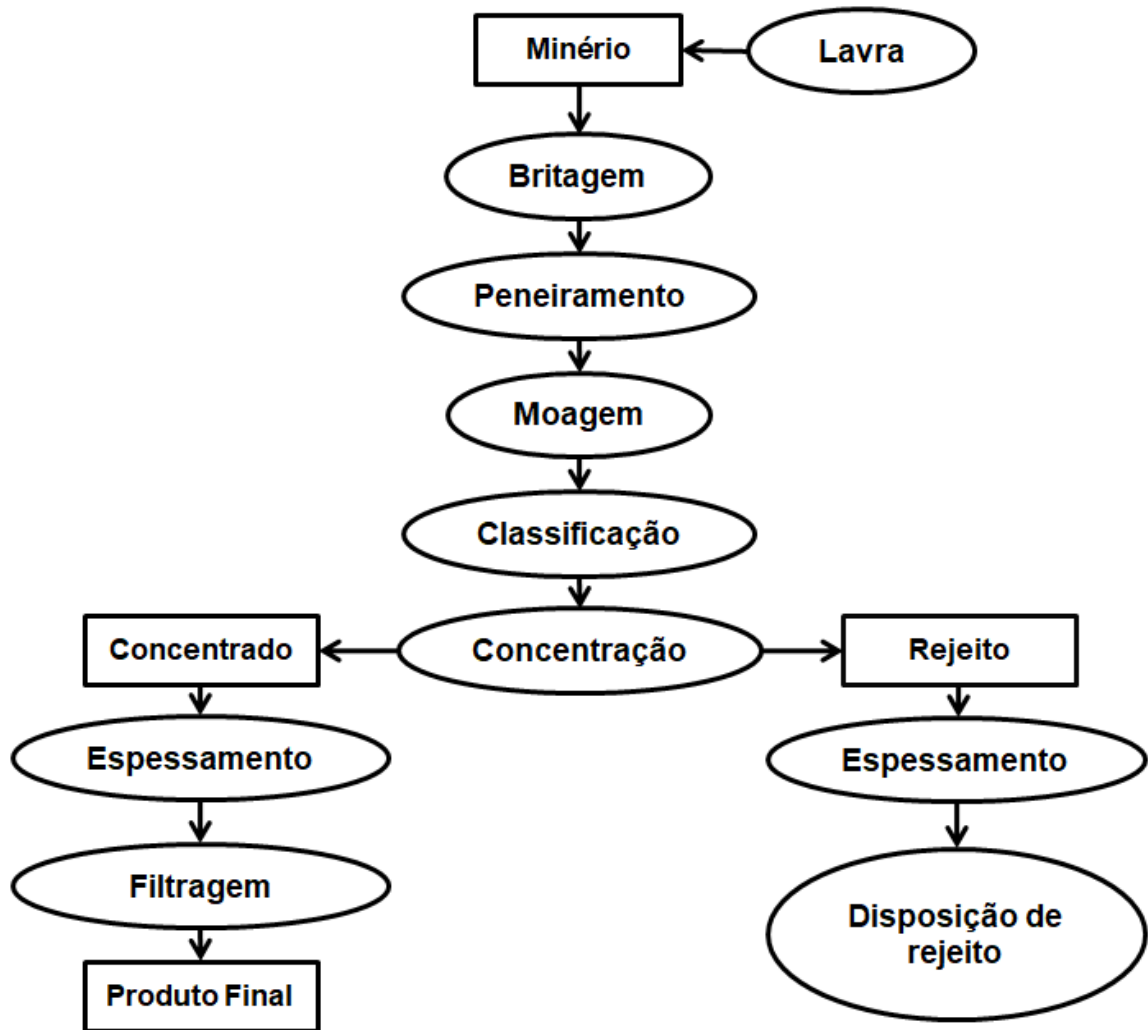 Minério
Lavra
Britagem
Peneiramento
Moagem
Classificação
Concentrado
Concentração
Rejeito
Espessamento
Espessamento
Filtragem
Disposição de
rejeito
Produto Final